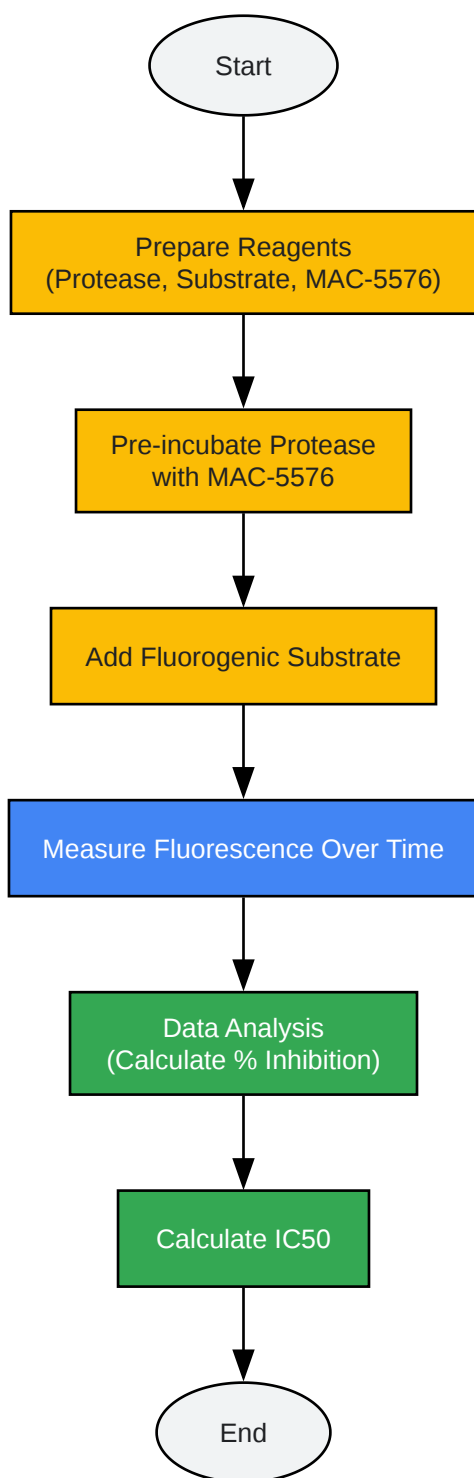 Start
Prepare Reagents
(Protease, Substrate, MAC-5576)
Pre-incubate Protease
with MAC-5576
Add Fluorogenic Substrate
Measure Fluorescence Over Time
Data Analysis
(Calculate % Inhibition)
Calculate IC50
End